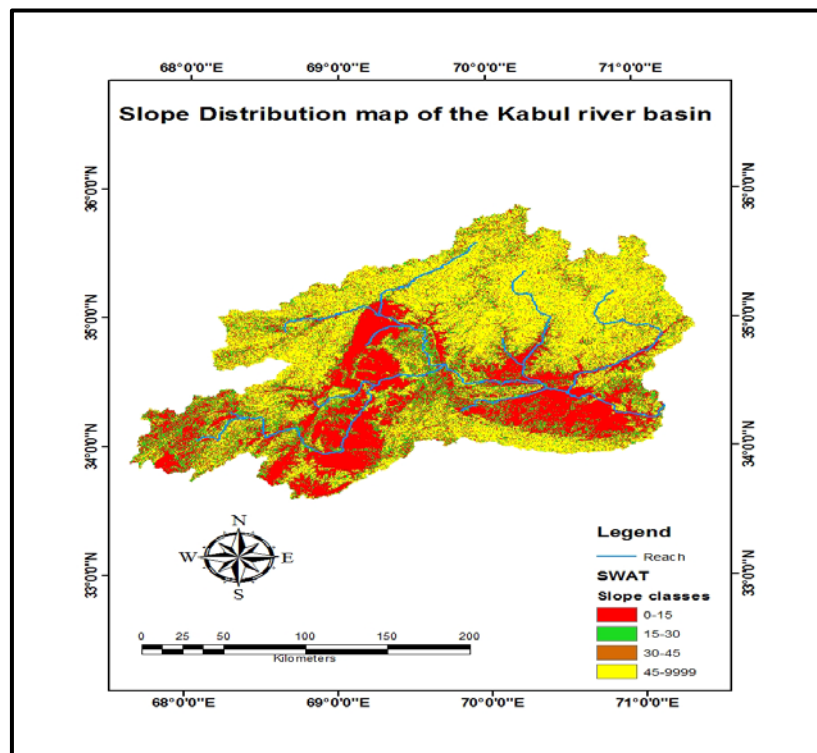 68°0'0"E 69°0'0"E 70°0'0"E 71°0'0"E
Slope Distribution map of the Kabul river basin
36°0'0"N 36°0'0"N
35°0'0"N 35°0'0"N
34°0'0"N 34°0'0"N
33°0'0"N 33°0'0"N
N
W E
S
Legend
Reach
SWAT
Slope classes
0-15
15-30
30-45
45-9999
0 25 50 100 150 200
Kilometers
68°0'0"E 69°0'0"E 70°0'0"E 71°0'0"E